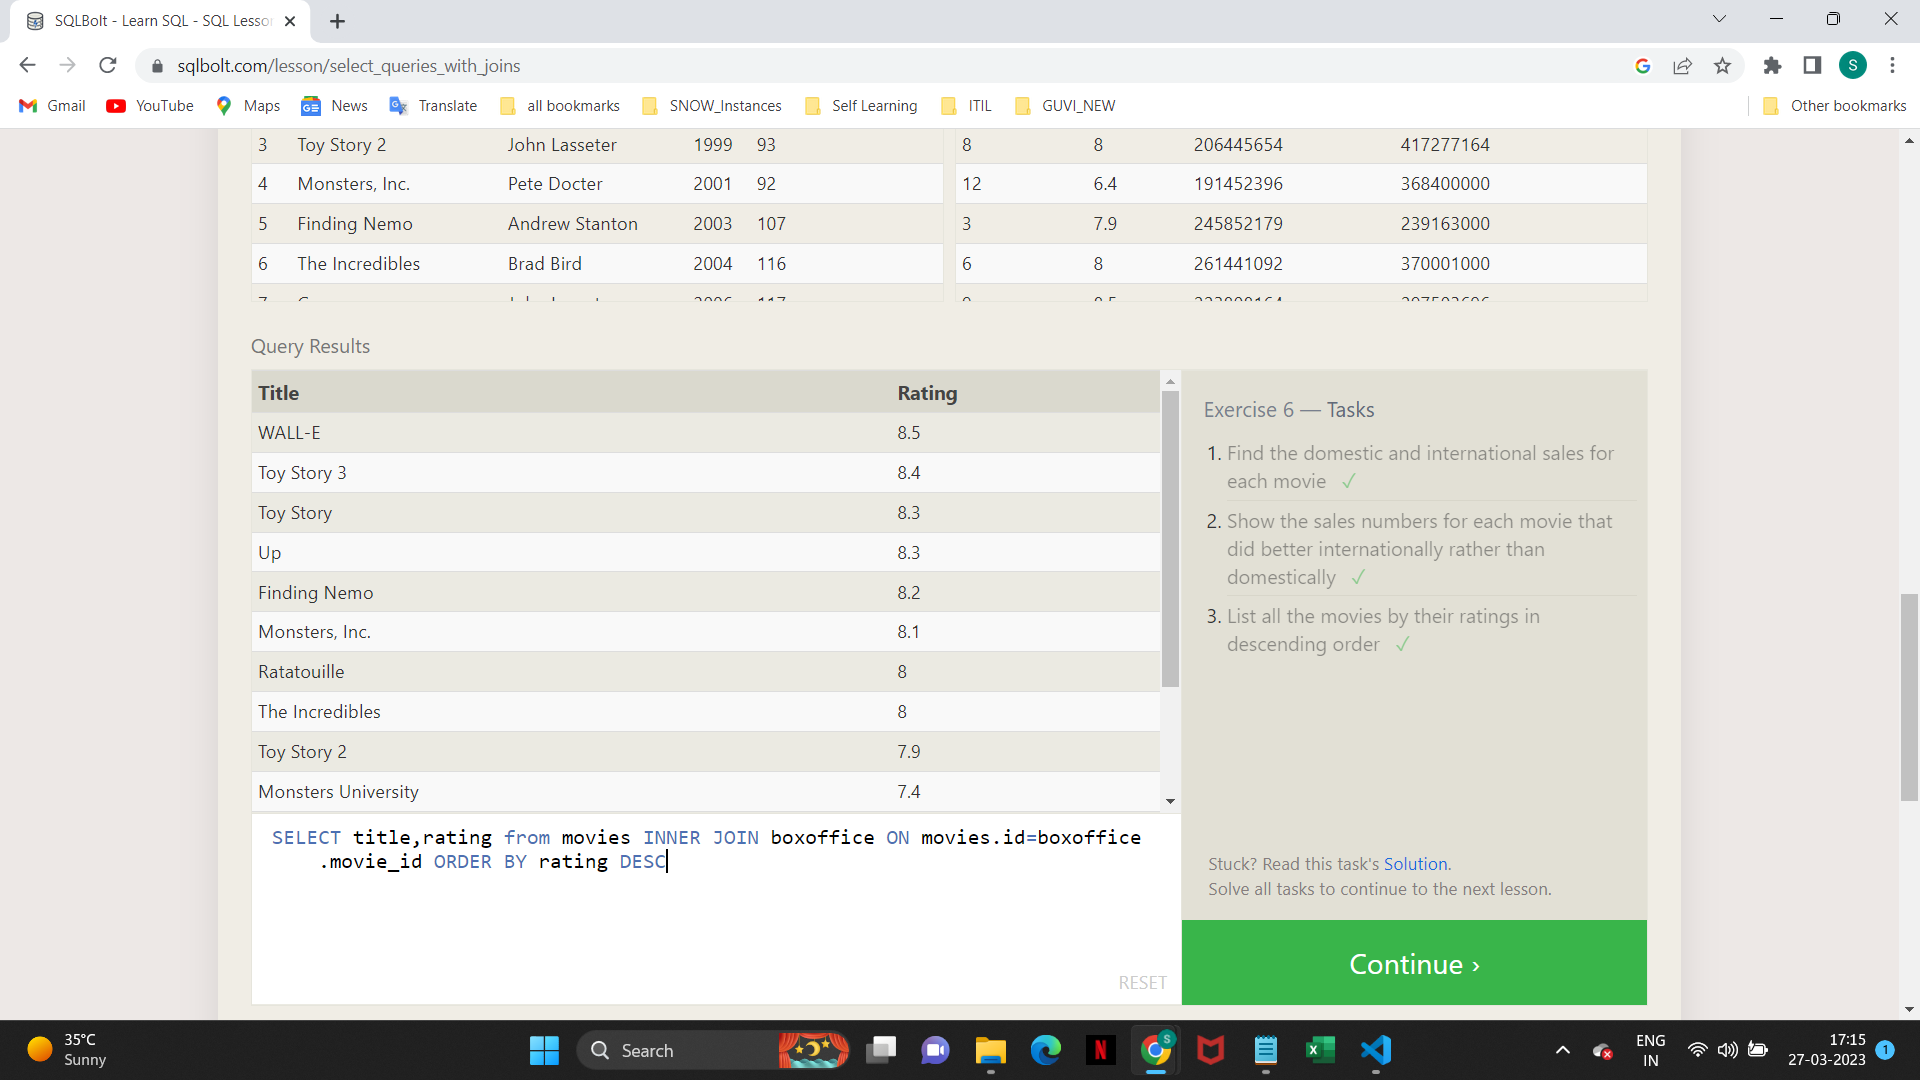 SQLBolt - Learn SQL - SQL Lesso
sqlbolt.com/lesson/select_queries_with_joins
S
Gmail YouTube Maps News Translate all bookmarks SNOW_Instances Self Learning ITIL GUVI_NEW Other bookmarks
3 Toy Story 2 John Lasseter 1999 93 8 8 206445654 417277164
4 Monsters, Inc. Pete Docter 2001 92 12 6.4 191452396 368400000
5 Finding Nemo Andrew Stanton 2003 107 3 7.9 245852179 239163000
6 The Incredibles Brad Bird 2004 116 6 8 261441092 370001000
Query Results
Title Rating
WALL-E 8.5
Toy Story 3 8.4
Toy Story 8.3
Up 8.3
Finding Nemo 8.2
Monsters, Inc. 8.1
Ratatouille 8
The Incredibles 8
Toy Story 2 7.9
Monsters University 7.4
SELECT title,rating from movies INNER JOIN boxoffice ON movies.id=boxoffice
.movie_id ORDER BY rating DESC
RESET
Exercise 6 — Tasks
1. Find the domestic and international sales for
each movie ✓
2. Show the sales numbers for each movie that
did better internationally rather than
domestically ✓
3. List all the movies by their ratings in
descending order ✓
Stuck? Read this task's Solution.
Solve all tasks to continue to the next lesson.
Continue ›
35°C
Sunny
Search
ENG
IN
17:15
27-03-2023
1